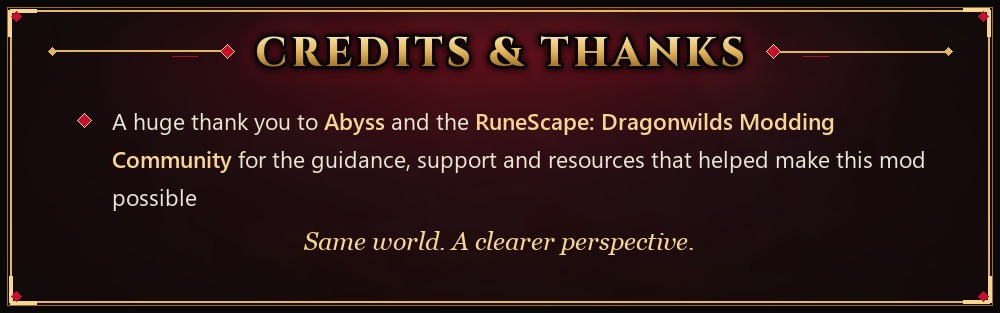 CREDITS & THANKS
A huge thank you to Abyss and the RuneScape: Dragonwilds Modding
Community for the guidance, support and resources that helped make this mod
possible
Same world. A clearer perspective.